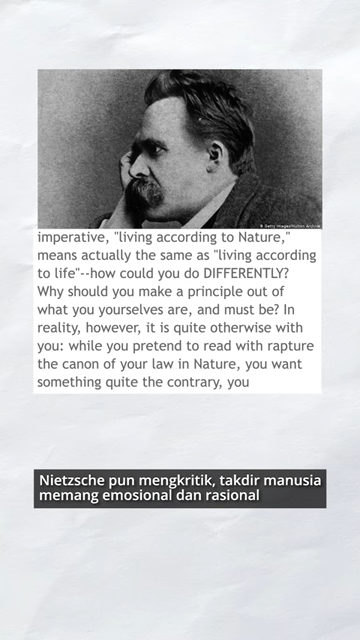 © Getty Images/Hulton Archive
imperative, "living according to Nature,"
means actually the same as "living according
to life"--how could you do DIFFERENTLY?
Why should you make a principle out of
what you yourselves are, and must be? In
reality, however, it is quite otherwise with
you: while you pretend to read with rapture
the canon of your law in Nature, you want
something quite the contrary, you
Nietzsche pun mengkritik, takdir manusia
memang emosional dan rasional